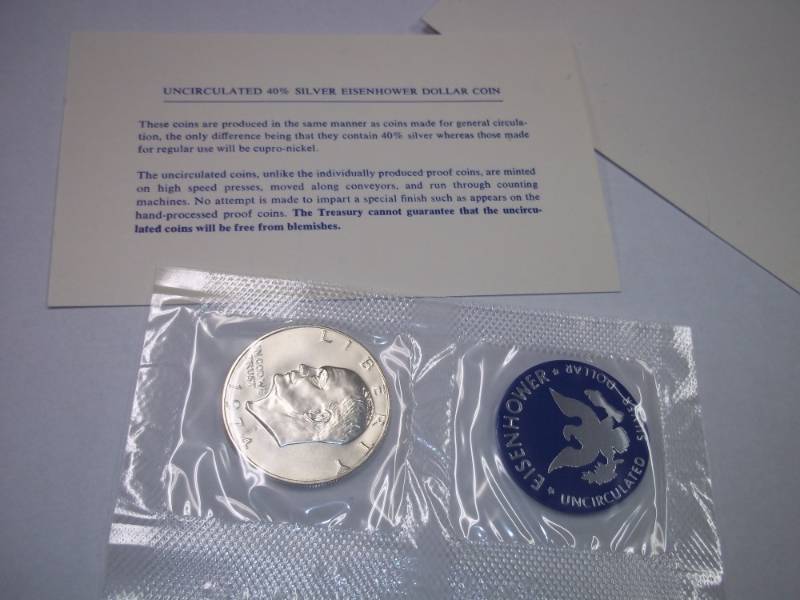 UNCIRCULATED 40% SILVER EISENHOWER DOLLAR COIN
These coins are produced in the same manner as coins made for general circula-
tion, the only difference being that they contain 40% silver whereas those made
for regular use will be cupro-nickel.
The uncirculated coins, unlike the individually produced proof coins, are minted
on high speed presses, moved along conveyors, and run through counting
machines. No attempt is made to impart a special finish such as appears on the
hand-processed proof coins. The Treasury cannot guarantee that the uncircu-
lated coins will be free from blemishes.
LIBERTY
IN GOD WE
TRUST
1971
EISENHOWER
SILVER DOLLAR
UNCIRCULATED